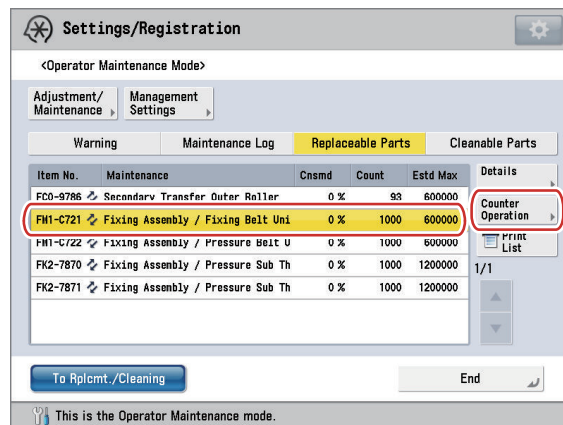 Settings/Registration
<Operator Maintenance Mode>
Adjustment/ Maintenance
Management Settings
Warning Maintenance Log Replaceable Parts Cleanable Parts
Item No. Maintenance Cnsmd Count Estd Max
FC0-9786 Secondary Transfer Outer Roller 0 % 93 600000
FM1-C721 Fixing Assembly / Fixing Belt Uni 0 % 1000 600000
FM1-C722 Fixing Assembly / Pressure Belt U 0 % 1000 600000
FK2-7870 Fixing Assembly / Pressure Sub Th 0 % 1000 1200000
FK2-7871 Fixing Assembly / Pressure Sub Th 0 % 1000 1200000
Details
Counter
Operation
Print
List
1/1
To Rplcmt./Cleaning
End
This is the Operator Maintenance mode.